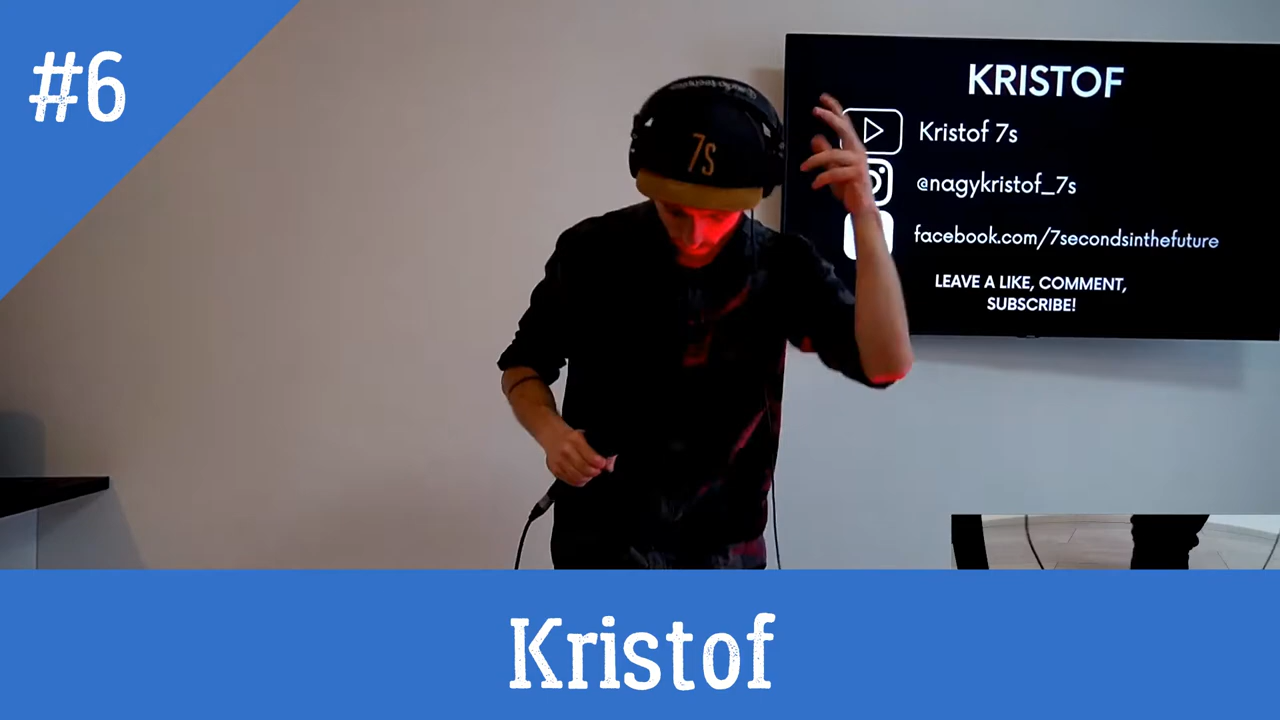 #6
KRISTOF
Kristof 7s
@nagykristof_7s
facebook.com/7secondsinthefuture
LEAVE A LIKE, COMMENT,
SUBSCRIBE!
7s
Kristof